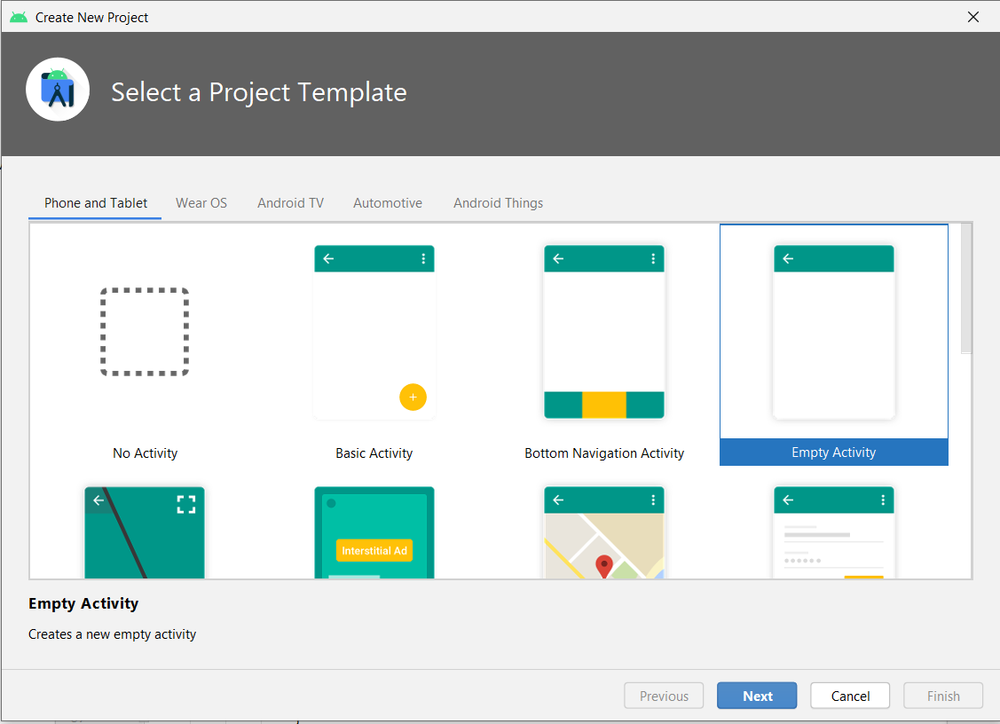 Create New Project
Select a Project Template
Phone and Tablet
Wear OS
Android TV
Automotive
Android Things
No Activity
Basic Activity
Bottom Navigation Activity
Empty Activity
Interstitial Ad
Empty Activity
Creates a new empty activity
Previous
Next
Cancel
Finish